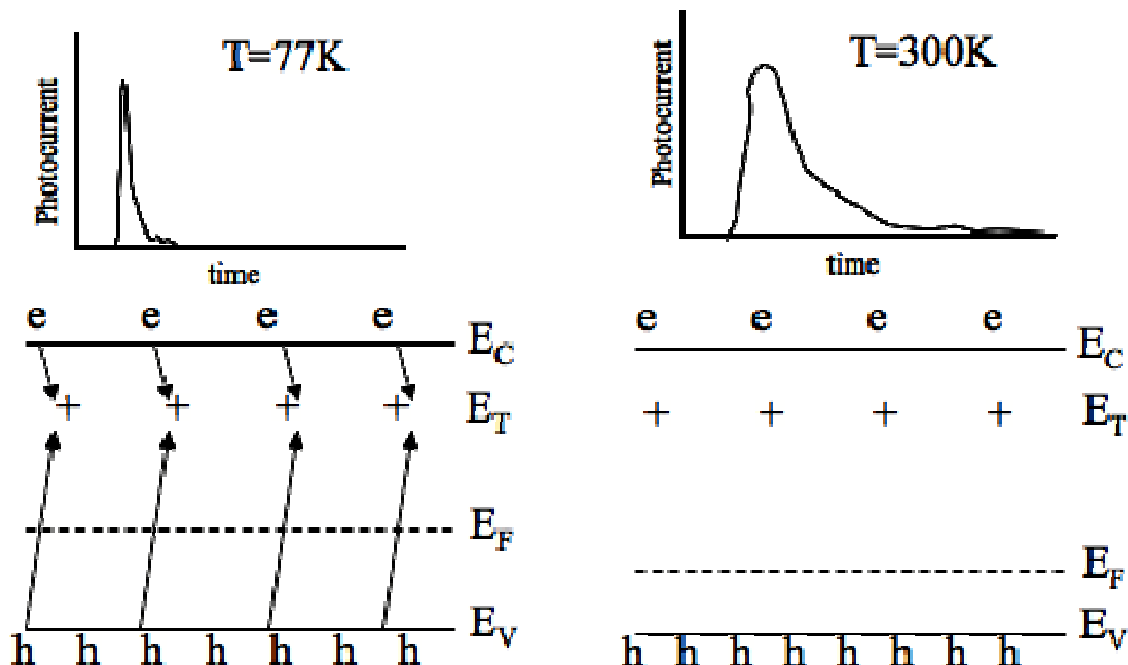 T=77K
Photocurrent
time
e e e e
E_C
+ + + +
E_T
E_F
E_V
h h h h h h h
T=300K
Photocurrent
time
e e e e
E_C
+ + + +
E_T
E_F
E_V
h h h h h h h h